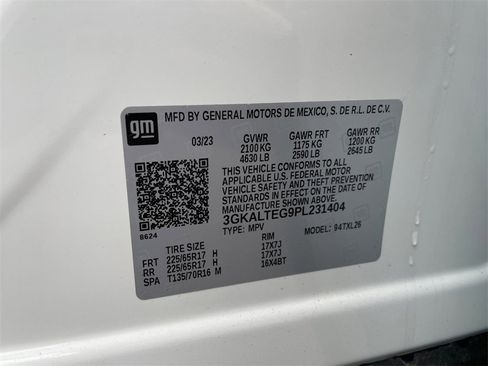 gm
MFD BY GENERAL MOTORS DE MEXICO, S. DE R.L. DE C.V.
03/23 GVWR GAWR FRT GAWR RR
2100 KG 1175 KG 1200 KG
4630 LB 2590 LB 2645 LB
THIS VEHICLE CONFORMS TO ALL
APPLICABLE U.S. FEDERAL MOTOR
VEHICLE SAFETY AND THEFT PREVENTION
STANDARDS IN EFFECT ON THE DATE OF
MANUFACTURE SHOWN ABOVE.
3GKALTEG9PL231404
8624 TYPE: MPV MODEL: 94TXL26
TIRE SIZE RIM
FRT 225/65R17 H 17X7J
RR 225/65R17 H 17X7J
SPA T135/70R16 M 16X4BT